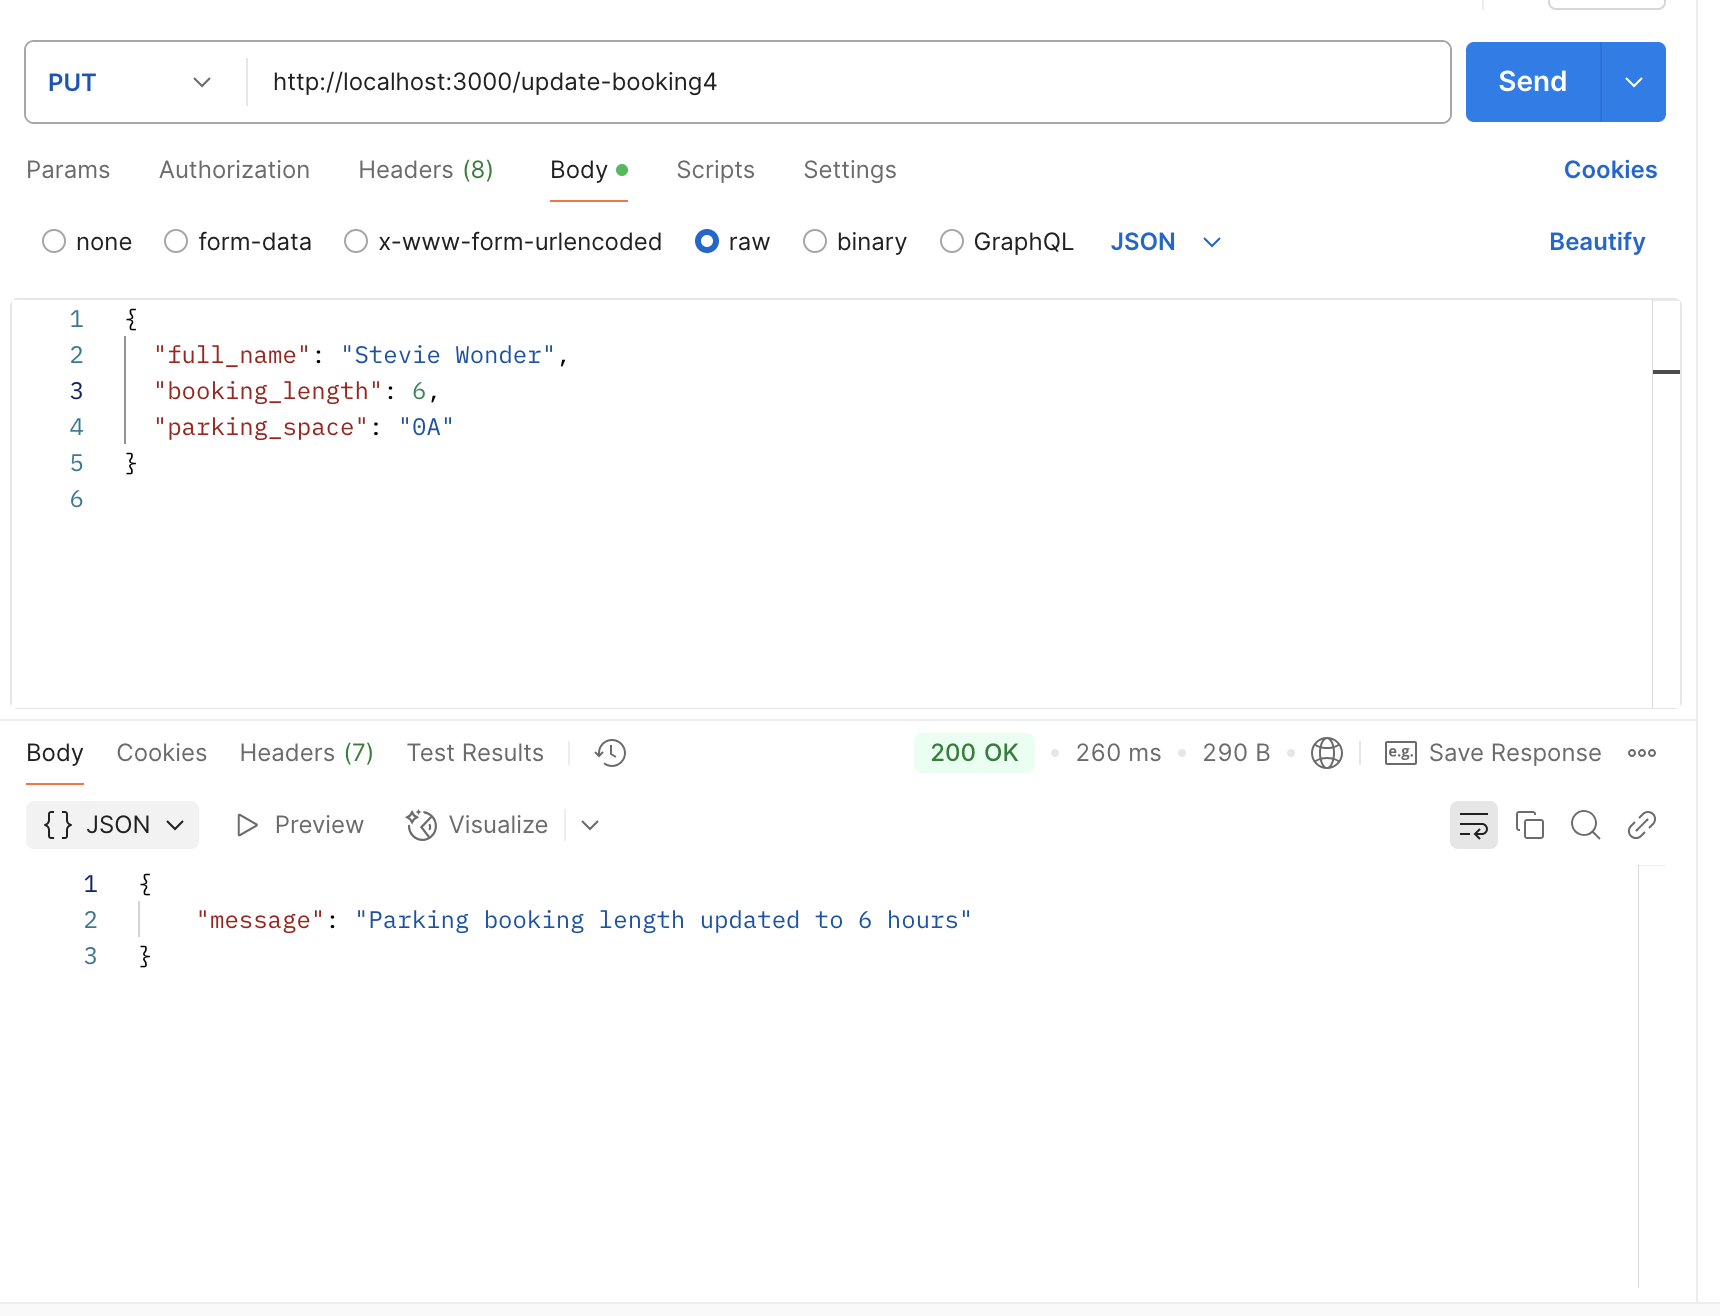 PUT http://localhost:3000/update-booking4 Send
Params Authorization Headers (8) Body Scripts Settings Cookies
none form-data x-www-form-urlencoded raw binary GraphQL JSON Beautify
1 {
2 "full_name": "Stevie Wonder",
3 "booking_length": 6,
4 "parking_space": "0A"
5 }
6
Body Cookies Headers (7) Test Results 200 OK 260 ms 290 B e.g. Save Response
{} JSON Preview Visualize
1 {
2 "message": "Parking booking length updated to 6 hours"
3 }